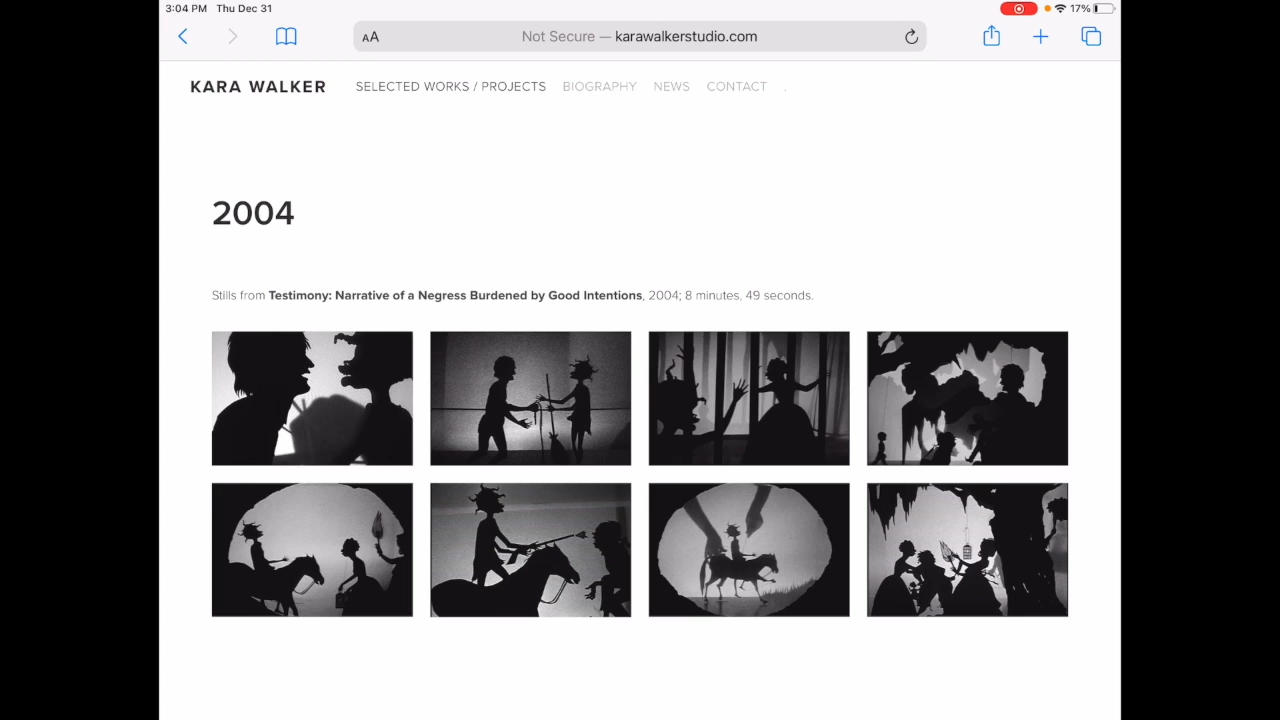 3:04 PM Thu Dec 31
17%
AA
Not Secure — karawalkerstudio.com
KARA WALKER SELECTED WORKS / PROJECTS BIOGRAPHY NEWS CONTACT .
2004
Stills from Testimony: Narrative of a Negress Burdened by Good Intentions, 2004; 8 minutes, 49 seconds.